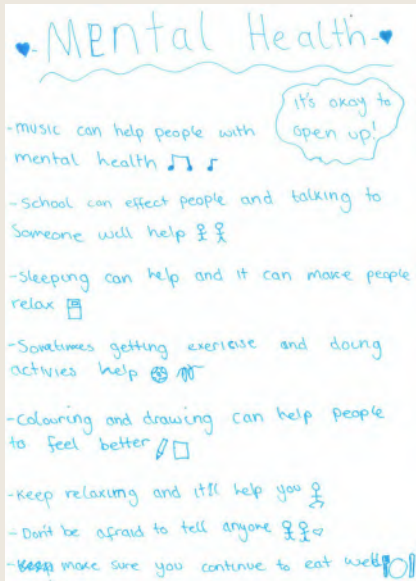 Mental Health
it's okay to
open up!
-music can help people with
mental health
-School can effect people and talking to
Someone will help
-Sleeping can help and it can make people
relax
-Sometimes getting exericise and doing
activies help
-Colouring and drawing can help people
to feel better
-Keep relaxing and it'll help you
-Don't be afraid to tell anyone
-Keep make sure you continue to eat well